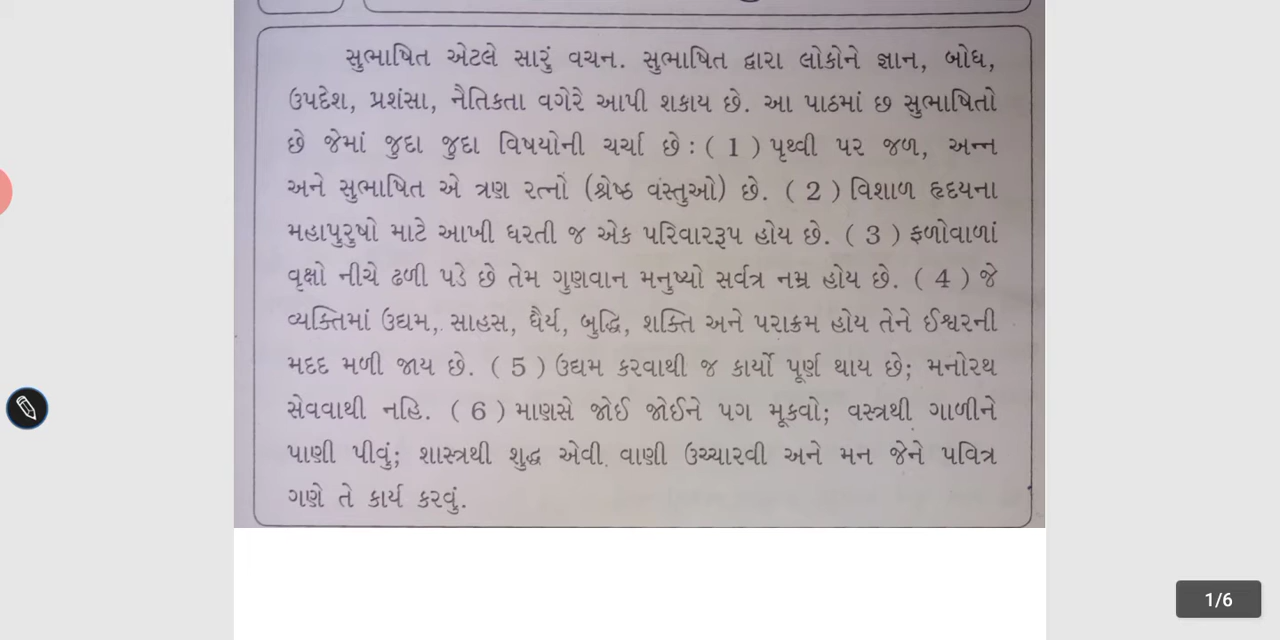 સુભાષિત એટલે સારું વચન. સુભાષિત દ્વારા લોકોને જ્ઞાન, બોધ,
ઉપદેશ, પ્રશંસા, નૈતિકતા વગેરે આપી શકાય છે. આ પાઠમાં છ સુભાષિતો
છે જેમાં જુદા જુદા વિષયોની ચર્ચા છે : ( 1 ) પૃથ્વી પર જળ, અન્ન
અને સુભાષિત એ ત્રણ રત્નો (શ્રેષ્ઠ વસ્તુઓ) છે. ( 2 ) વિશાળ હૃદયના
મહાપુરુષો માટે આખી ધરતી જ એક પરિવારરૂપ હોય છે. ( 3 ) ફળોવાળાં
વૃક્ષો નીચે ઢળી પડે છે તેમ ગુણવાન મનુષ્યો સર્વત્ર નમ્ર હોય છે. ( 4 ) જે
વ્યક્તિમાં ઉદ્યમ, સાહસ, ધૈર્ય, બુદ્ધિ, શક્તિ અને પરાક્રમ હોય તેને ઈશ્વરની
મદદ મળી જાય છે. ( 5 ) ઉદ્યમ કરવાથી જ કાર્યો પૂર્ણ થાય છે; મનોરથ
સેવવાથી નહિ. ( 6 ) માણસે જોઈ જોઈને પગ મૂકવો; વસ્ત્રથી ગાળીને
પાણી પીવું; શાસ્ત્રથી શુદ્ધ એવી વાણી ઉચ્ચારવી અને મન જેને પવિત્ર
ગણે તે કાર્ય કરવું.
1/6